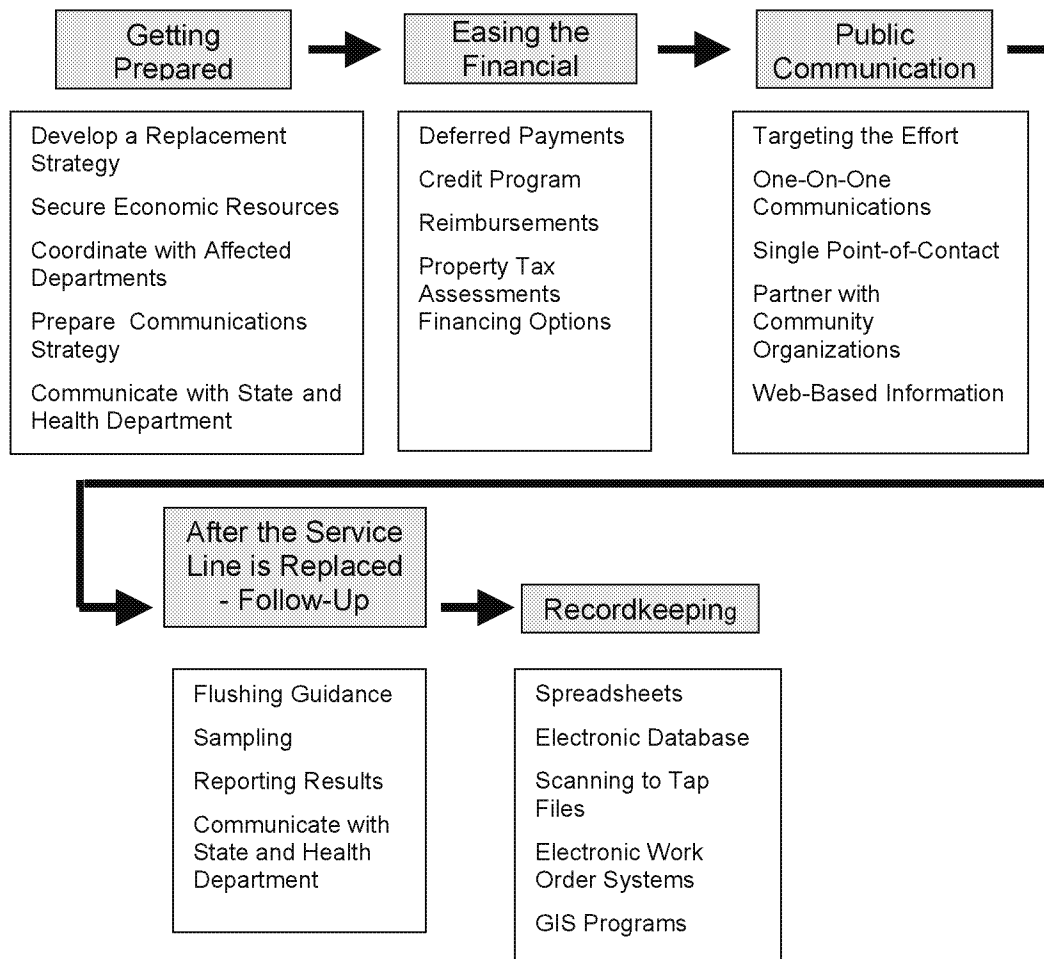 Getting
Prepared
Easing the
Financial
Public
Communication
Develop a Replacement
Strategy
Secure Economic Resources
Coordinate with Affected
Departments
Prepare Communications
Strategy
Communicate with State and
Health Department
Deferred Payments
Credit Program
Reimbursements
Property Tax
Assessments
Financing Options
Targeting the Effort
One-On-One
Communications
Single Point-of-Contact
Partner with
Community
Organizations
Web-Based Information
After the Service
Line is Replaced
- Follow-Up
Recordkeeping
Flushing Guidance
Sampling
Reporting Results
Communicate with
State and Health
Department
Spreadsheets
Electronic Database
Scanning to Tap
Files
Electronic Work
Order Systems
GIS Programs